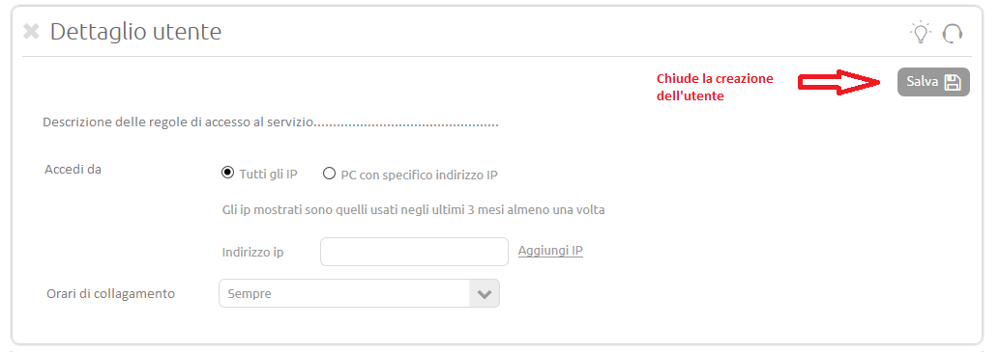 Dettaglio utente
Chiude la creazione
dell'utente
Salva
Descrizione delle regole di accesso al servizio................................................
Accedi da
Tutti gli IP
PC con specifico indirizzo IP
Gli ip mostrati sono quelli usati negli ultimi 3 mesi almeno una volta
Indirizzo ip
Aggiungi IP
Orari di collagamento
Sempre